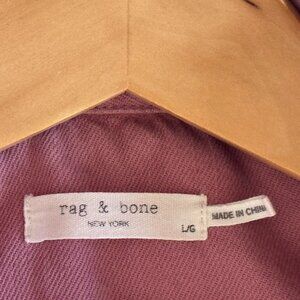 rag & bone
NEW YORK
L/G
MADE IN CHINA